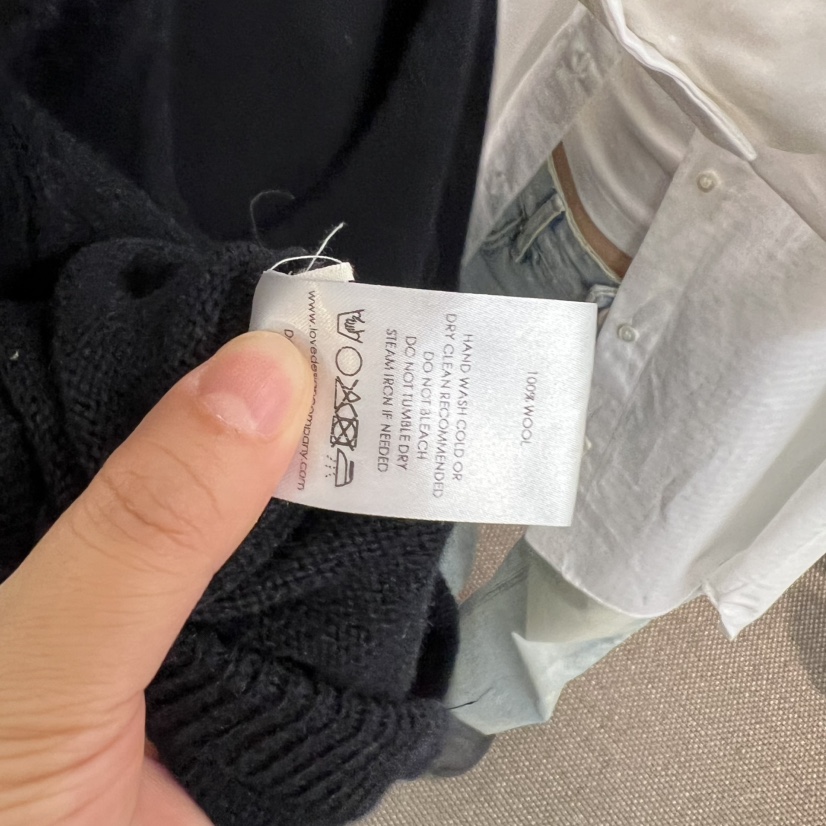 100% WOOL
HAND WASH COLD OR
DRY CLEAN RECOMMENDED
DO NOT BLEACH
DO NOT TUMBLE DRY
STEAM IRON IF NEEDED